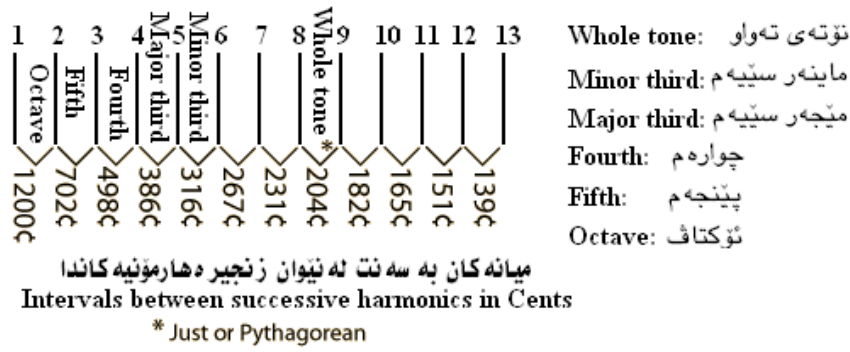 1 2 3 4 5 6 7 8 9 10 11 12 13
Octave
Fifth
Fourth
Major third
Minor third
Whole tone*
1200¢ 702¢ 498¢ 386¢ 316¢ 267¢ 231¢ 204¢ 182¢ 165¢ 151¢ 139¢
Whole tone: نۆتەی تەواو
Minor third: ماینەر سێیەم
Major third: مێجەر سێیەم
Fourth: چوارەم
Fifth: پێنجەم
Octave: ئۆکتاڤ
میانەکان بە سەنت لە نێوان زنجیرەهارمۆنیەکاندا
Intervals between successive harmonics in Cents
* Just or Pythagorean